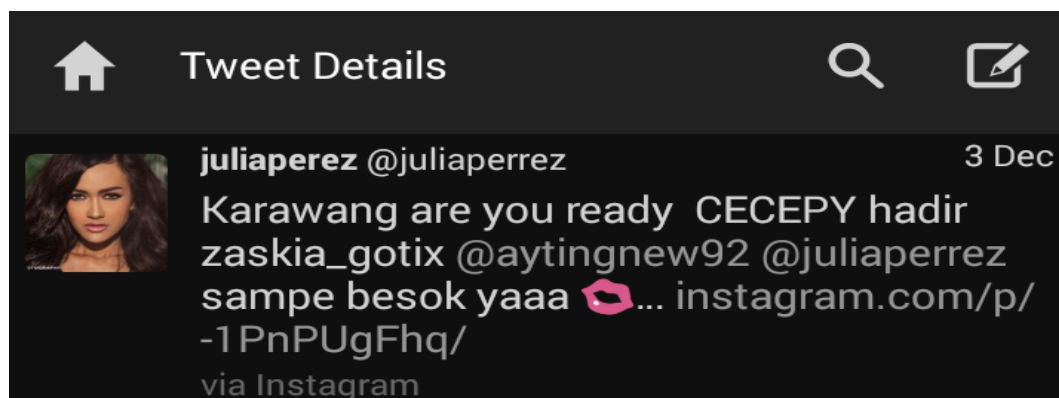 Tweet Details
juliaperez @juliaperrez 3 Dec
Karawang are you ready CECEPY hadir
zaskia_gotix @aytingnew92 @juliaperrez
sampe besok yaaa 💋... instagram.com/p/
-1PnPUgFhq/
via Instagram